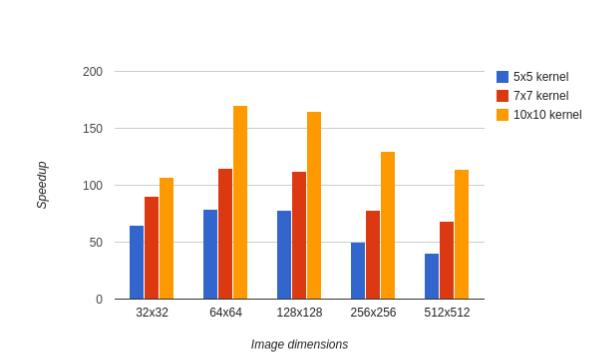 200
150
100
50
0
Speedup
32x32 64x64 128x128 256x256 512x512
Image dimensions
5x5 kernel
7x7 kernel
10x10 kernel